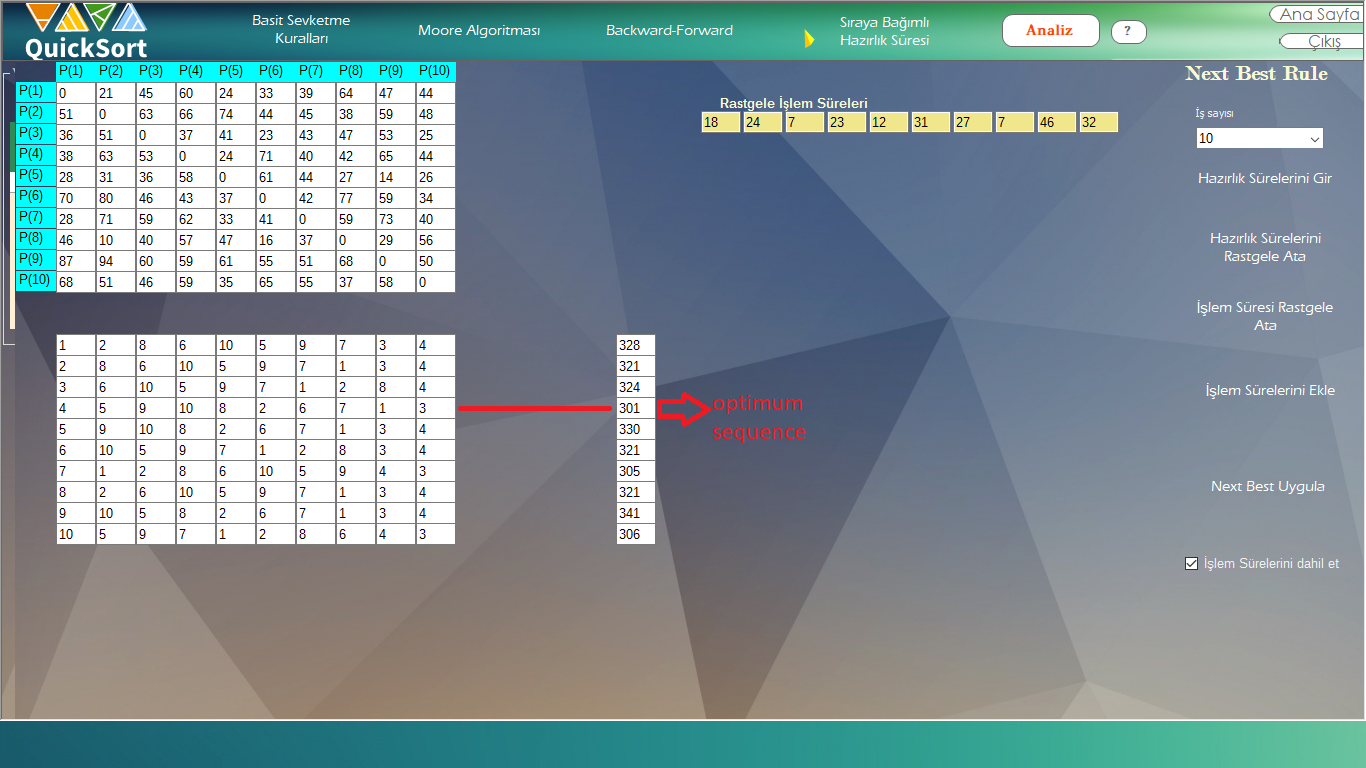 QuickSort
Basit Sevketme
Kuralları
Moore Algoritması
Backward-Forward
Sıraya Bağımlı
Hazırlık Süresi
Analiz
?
Ana Sayfa
Çıkış
P(1) P(2) P(3) P(4) P(5) P(6) P(7) P(8) P(9) P(10)
P(1) 0 21 45 60 24 33 39 64 47 44
P(2) 51 0 63 66 74 44 45 38 59 48
P(3) 36 51 0 37 41 23 43 47 53 25
P(4) 38 63 53 0 24 71 40 42 65 44
P(5) 28 31 36 58 0 61 44 27 14 26
P(6) 70 80 46 43 37 0 42 77 59 34
P(7) 28 71 59 62 33 41 0 59 73 40
P(8) 46 10 40 57 47 16 37 0 29 56
P(9) 87 94 60 59 61 55 51 68 0 50
P(10) 68 51 46 59 35 65 55 37 58 0
Rastgele İşlem Süreleri
18 24 7 23 12 31 27 7 46 32
Next Best Rule
İş sayısı
10
Hazırlık Sürelerini Gir
Hazırlık Sürelerini
Rastgele Ata
İşlem Süresi Rastgele
Ata
İşlem Sürelerini Ekle
Next Best Uygula
İşlem Sürelerini dahil et
1 2 8 6 10 5 9 7 3 4 328
2 8 6 10 5 9 7 1 3 4 321
3 6 10 5 9 7 1 2 8 4 324
4 5 9 10 8 2 6 7 1 3 301
optimum
sequence
5 9 10 8 2 6 7 1 3 4 330
6 10 5 9 7 1 2 8 3 4 321
7 1 2 8 6 10 5 9 4 3 305
8 2 6 10 5 9 7 1 3 4 321
9 10 5 8 2 6 7 1 3 4 341
10 5 9 7 1 2 8 6 4 3 306